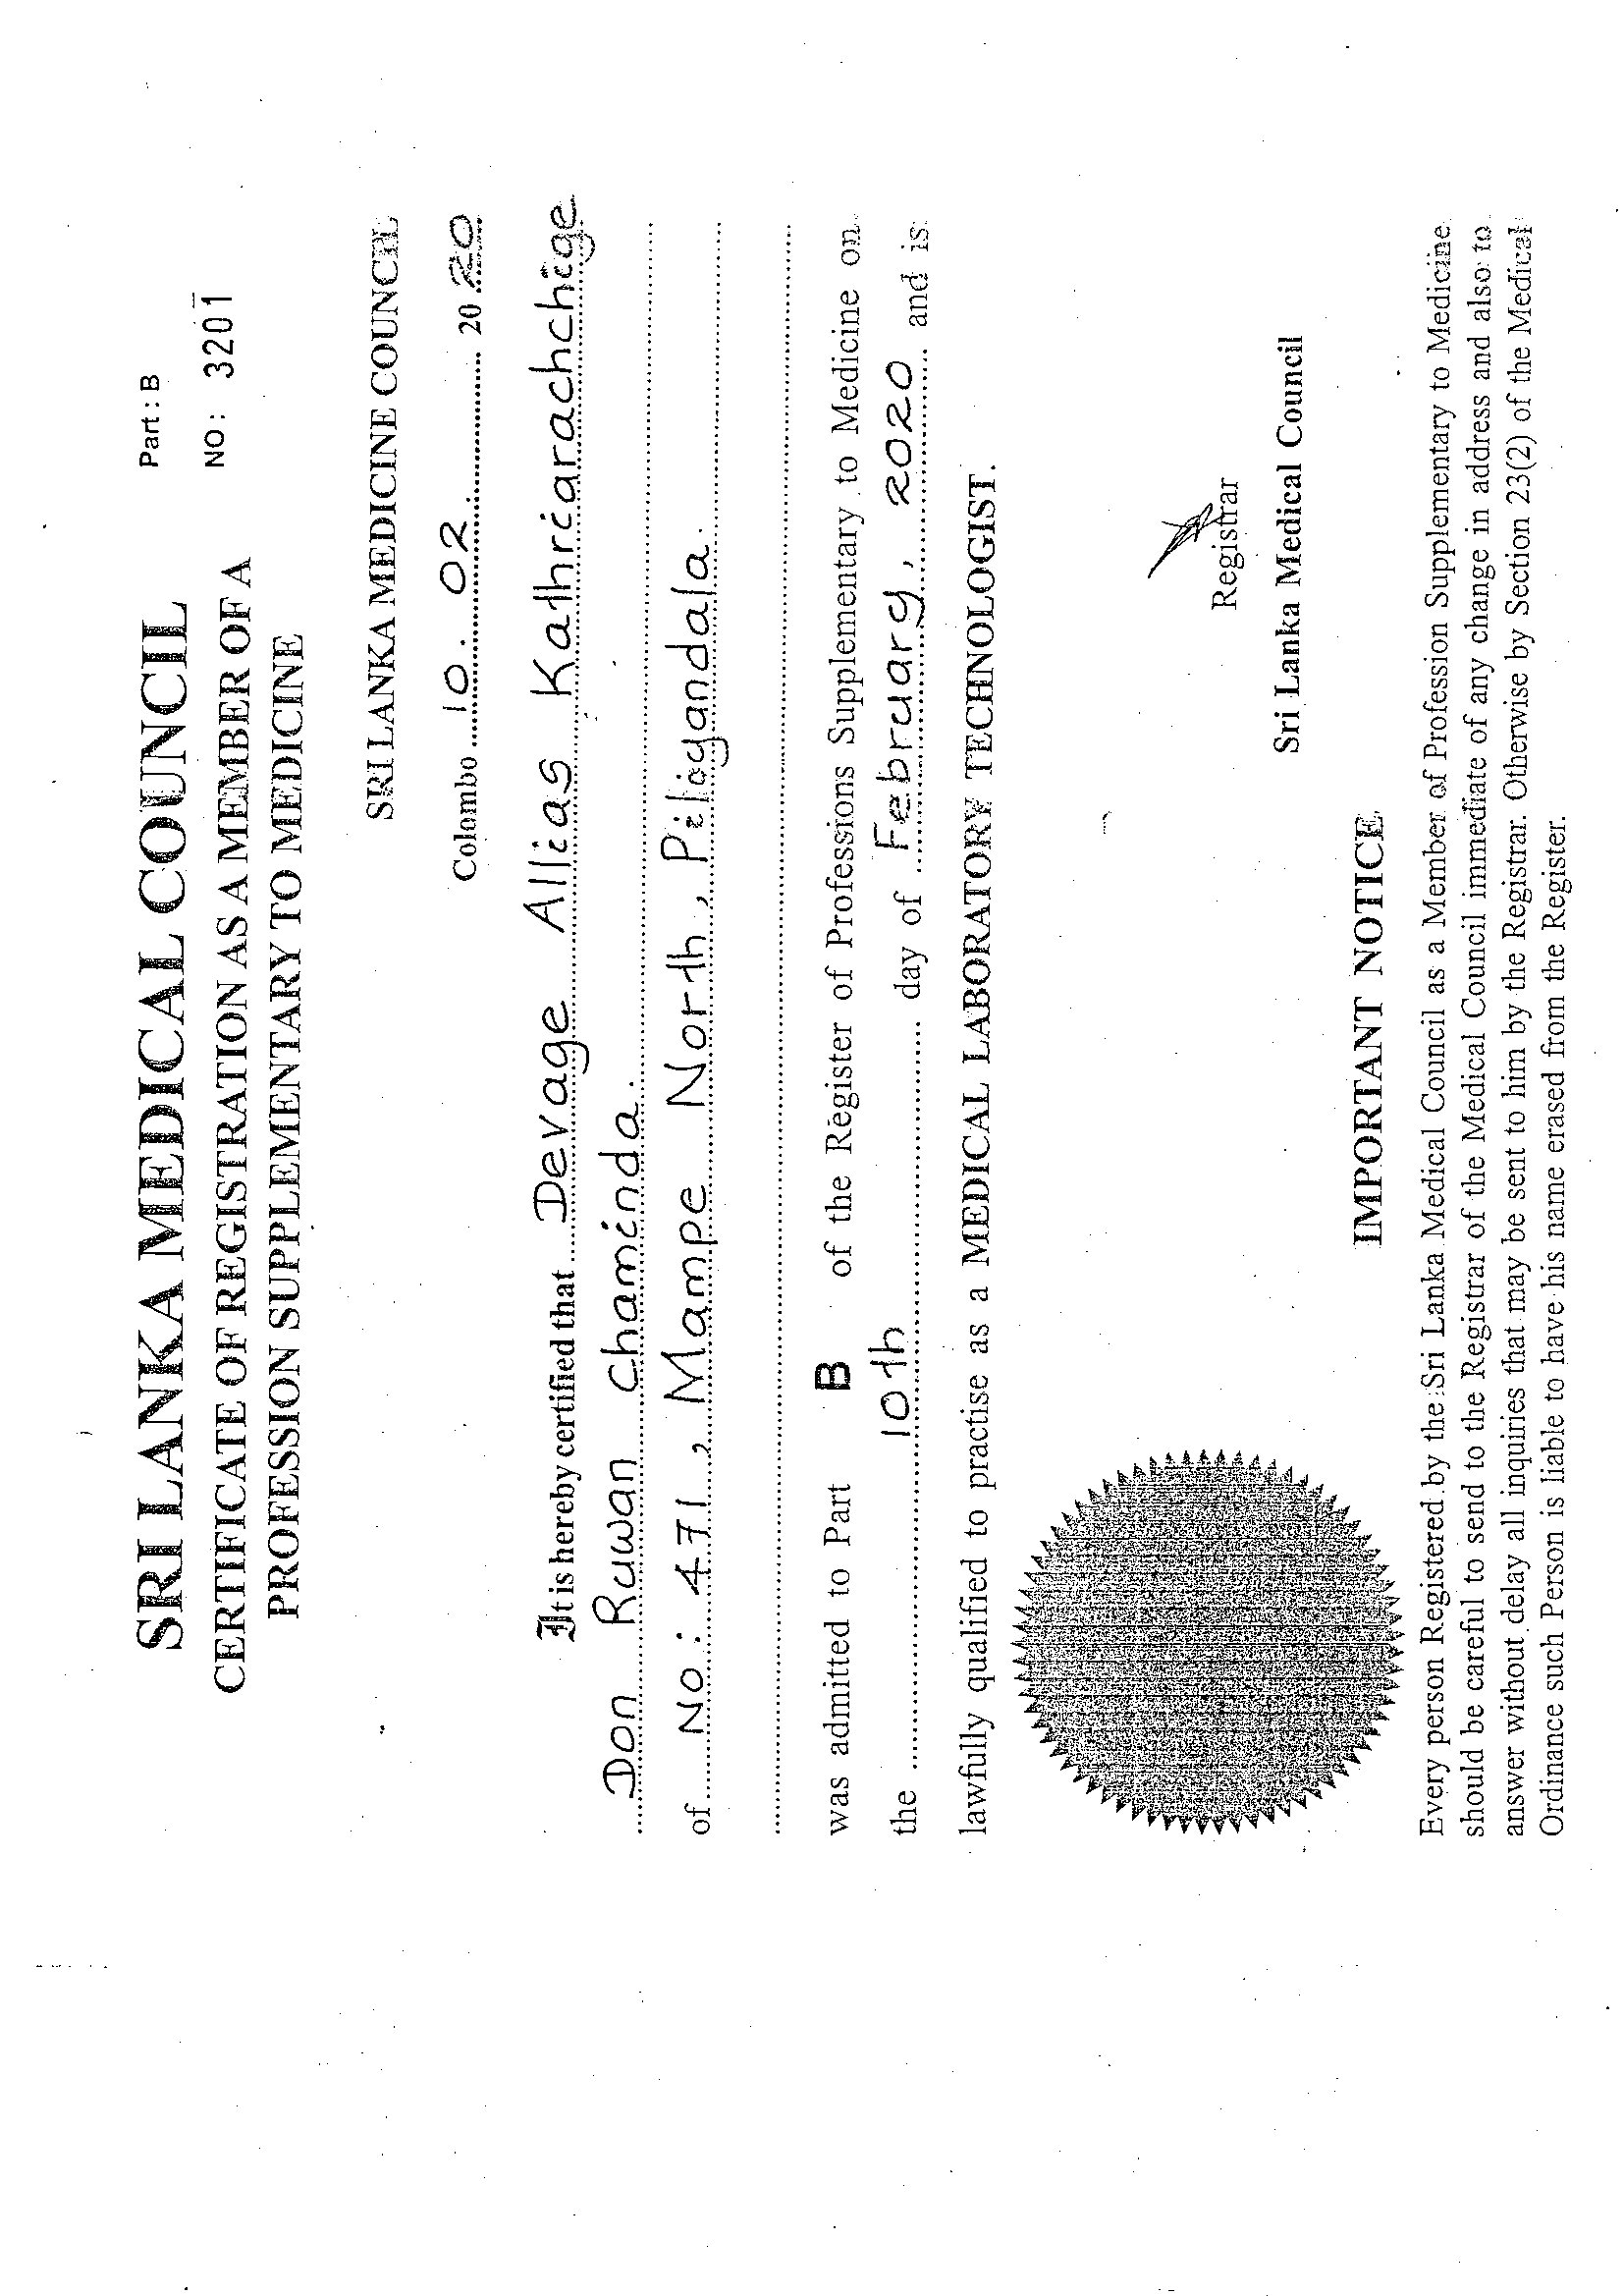 SRI LANKA MEDICAL COUNCIL
Part : B
CERTIFICATE OF REGISTRATION AS A MEMBER OF A
NO : 3201
PROFESSION SUPPLEMENTARY TO MEDICINE
SRI LANKA MEDICINE COUNCIL
Colombo 10.02 2020
It is hereby certified that Devage Allias Kathriarachchige
Don Ruwan Chaminda.
of No: 471, Mampe North, Piliyandala.
was admitted to Part B of the Register of Professions Supplementary to Medicine on
the 10th day of February, 2020 and is
lawfully qualified to practise as a MEDICAL LABORATORY TECHNOLOGIST.
Registrar
Sri Lanka Medical Council
IMPORTANT NOTICE
Every person Registered by the Sri Lanka Medical Council as a Member of Profession Supplementary to Medicine
should be careful to send to the Registrar of the Medical Council immediate of any change in address and also to
answer without delay all inquiries that may be sent to him by the Registrar. Otherwise by Section 23(2) of the Medical
Ordinance such Person is liable to have his name erased from the Register.